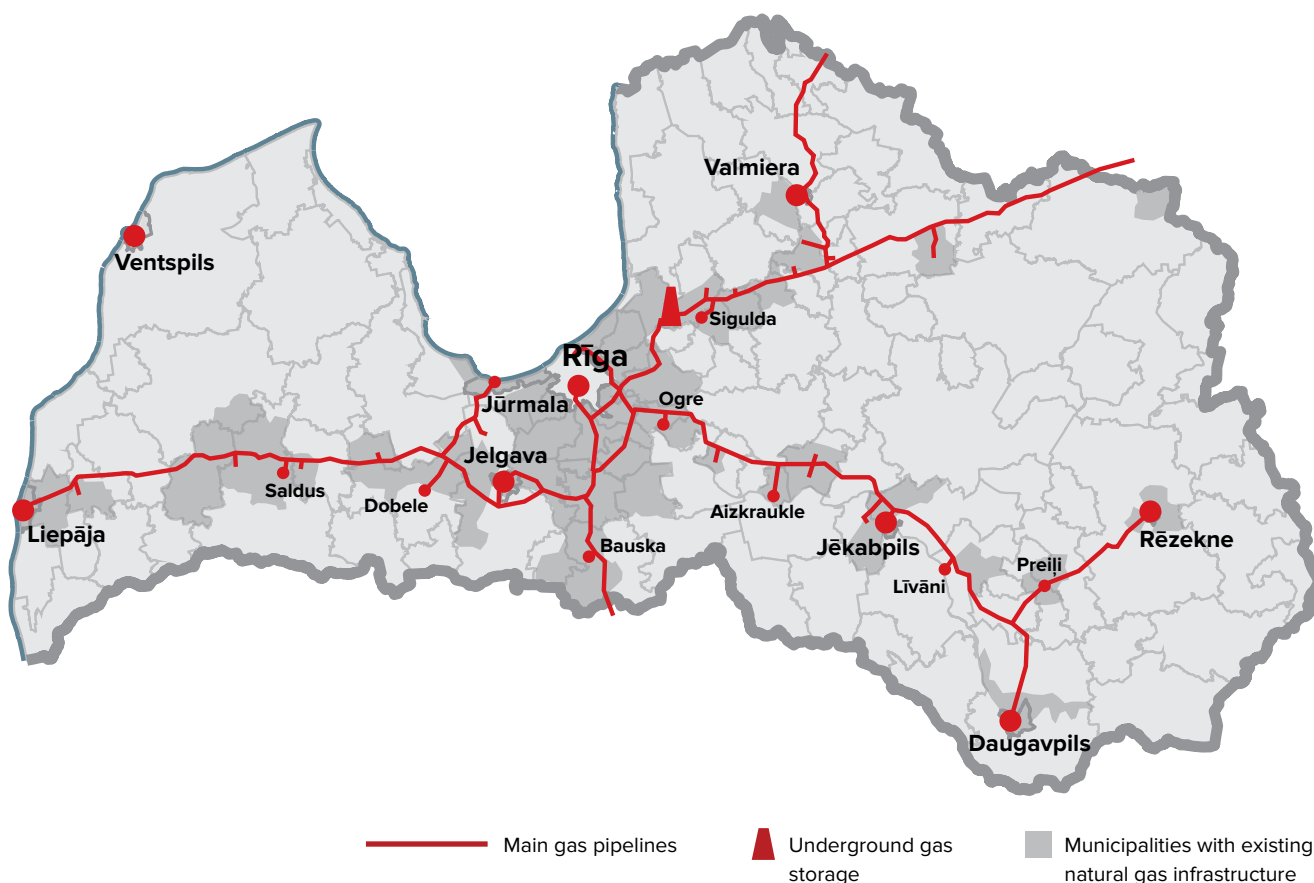 Valmiera
Ventspils
Sigulda
Rīga
Jūrmala
Ogre
Jelgava
Saldus
Dobele
Aizkraukle
Liepāja
Bauska
Jēkabpils
Rēzekne
Preiļi
Līvāni
Daugavpils
Main gas pipelines
Underground gas
storage
Municipalities with existing
natural gas infrastructure